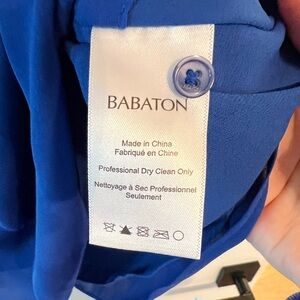 BABATON
Made in China
Fabriqué en Chine
Professional Dry Clean Only
Nettoyage à Sec Professionnel
Seulement